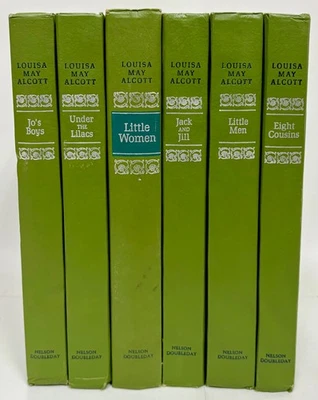 LOUISA
MAY
ALCOTT
Jo's
Boys
NELSON
DOUBLEDAY
LOUISA
MAY
ALCOTT
Under
THE
Lilacs
NELSON
DOUBLEDAY
LOUISA
MAY
ALCOTT
Little
Women
NELSON
DOUBLEDAY
LOUISA
MAY
ALCOTT
Jack
AND
Jill
NELSON
DOUBLEDAY
LOUISA
MAY
ALCOTT
Little
Men
NELSON
DOUBLEDAY
LOUISA
MAY
ALCOTT
Eight
Cousins
NELSON
DOUBLEDAY